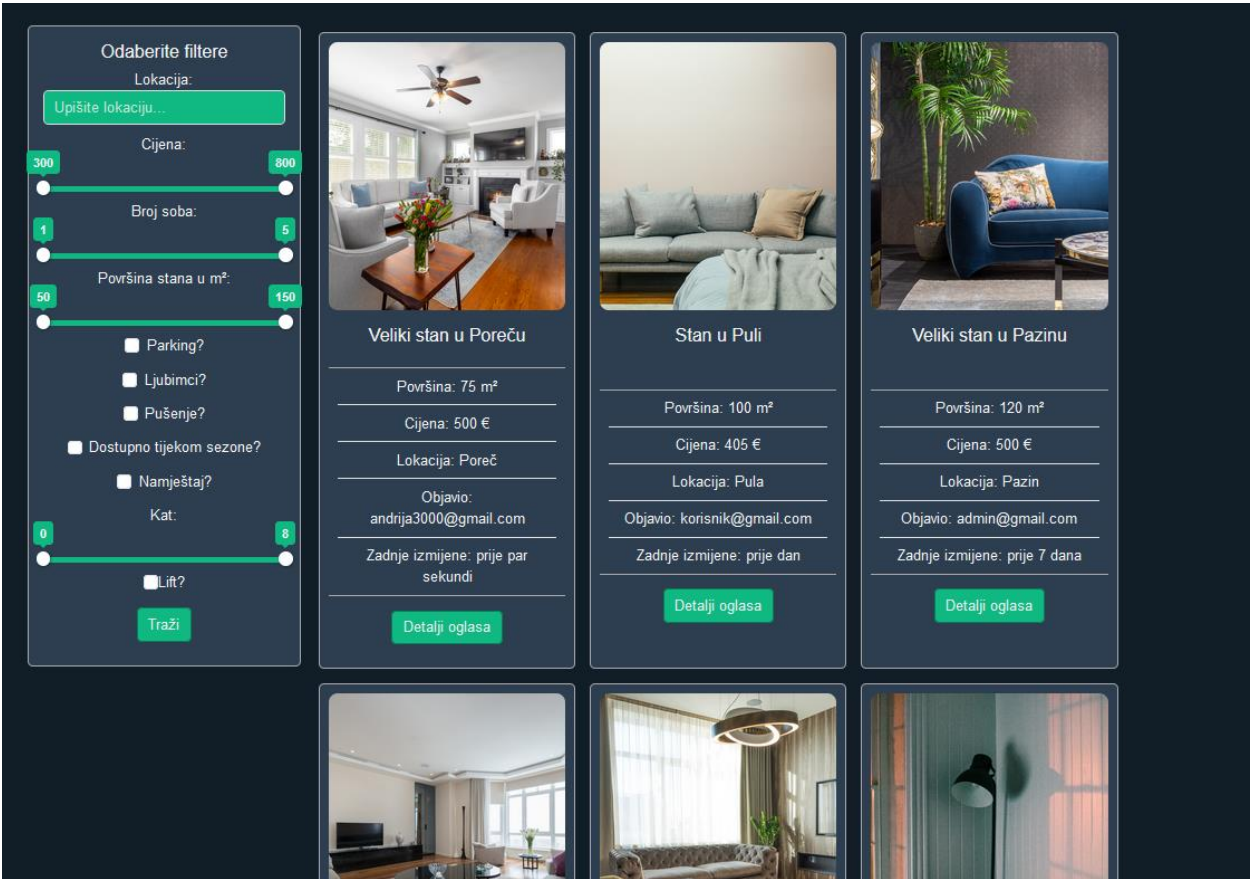 Odaberite filtere
Lokacija:
Upišite lokaciju...
Cijena:
300 800
Broj soba:
1 5
Površina stana u m²:
50 150
Parking?
Ljubimci?
Pušenje?
Dostupno tijekom sezone?
Namještaj?
Kat:
0 8
Lift?
Traži
Veliki stan u Poreču
Površina: 75 m²
Cijena: 500 €
Lokacija: Poreč
Objavio:
andrija3000@gmail.com
Zadnje izmijene: prije par
sekundi
Detalji oglasa
Stan u Puli
Površina: 100 m²
Cijena: 405 €
Lokacija: Pula
Objavio: korisnik@gmail.com
Zadnje izmijene: prije dan
Detalji oglasa
Veliki stan u Pazinu
Površina: 120 m²
Cijena: 500 €
Lokacija: Pazin
Objavio: admin@gmail.com
Zadnje izmijene: prije 7 dana
Detalji oglasa